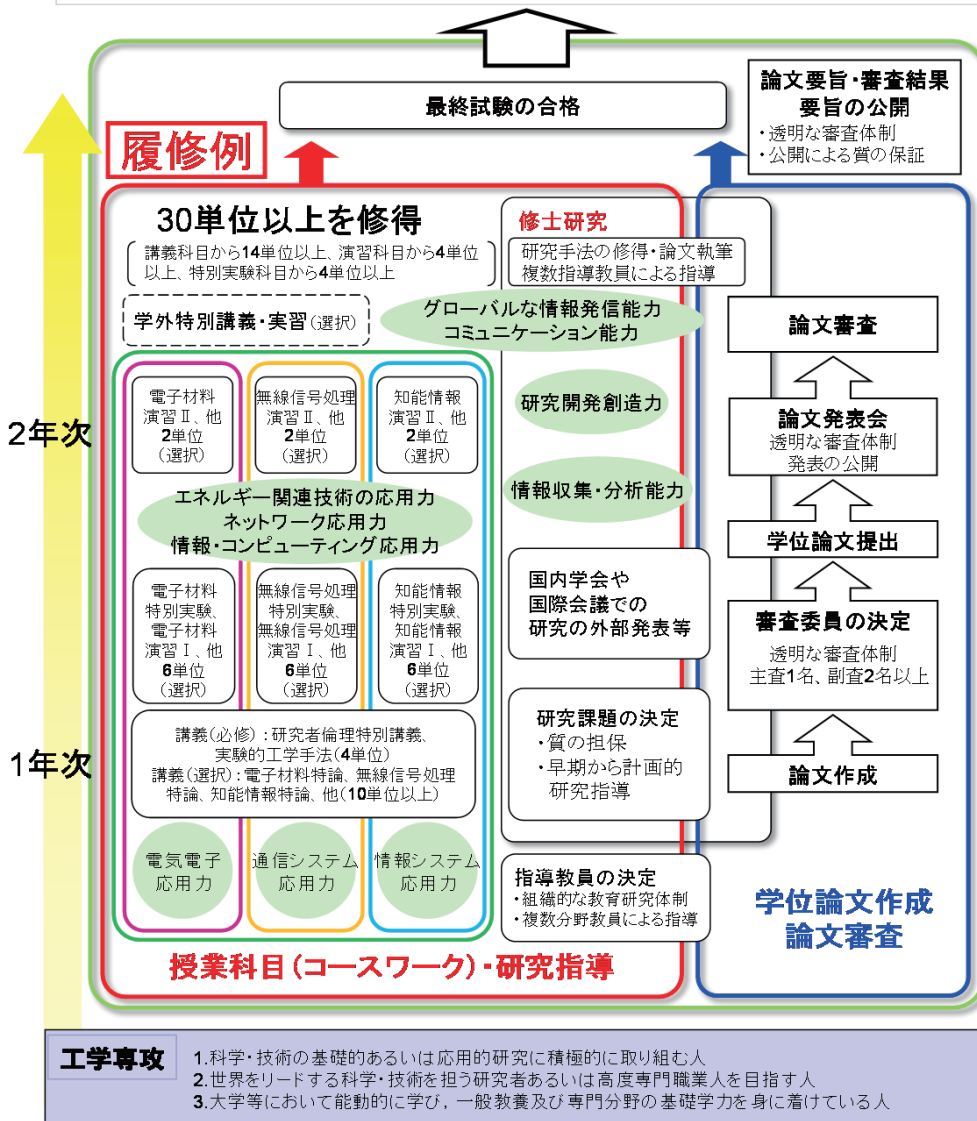 最終試験の合格
論文要旨・審査結果
要旨の公開
・透明な審査体制
・公開による質の保証
履修例
30単位以上を修得
講義科目から14単位以上、演習科目から4単位
以上、特別実験科目から4単位以上
修士研究
研究手法の修得・論文執筆
複数指導教員による指導
学外特別講義・実習(選択)
グローバルな情報発信能力
コミュニケーション能力
論文審査
2年次
電子材料
演習Ⅱ、他
2単位
(選択)
無線信号処理
演習Ⅱ、他
2単位
(選択)
知能情報
演習Ⅱ、他
2単位
(選択)
研究開発創造力
論文発表会
透明な審査体制
発表の公開
エネルギー関連技術の応用力
ネットワーク応用力
情報・コンピューティング応用力
情報収集・分析能力
学位論文提出
電子材料
特別実験、
電子材料
演習Ⅰ、他
6単位
(選択)
無線信号処理
特別実験、
無線信号処理
演習Ⅰ、他
6単位
(選択)
知能情報
特別実験、
知能情報
演習Ⅰ、他
6単位
(選択)
国内学会や
国際会議での
研究の外部発表等
審査委員の決定
透明な審査体制
主査1名、副査2名以上
1年次
講義(必修):研究者倫理特別講義、
実験的工学手法(4単位)
講義(選択):電子材料特論、無線信号処理
特論、知能情報特論、他(10単位以上)
研究課題の決定
・質の担保
・早期から計画的
研究指導
論文作成
電気電子
応用力
通信システム
応用力
情報システム
応用力
指導教員の決定
・組織的な教育研究体制
・複数分野教員による指導
学位論文作成
論文審査
授業科目(コースワーク)・研究指導
工学専攻
1.科学・技術の基礎的あるいは応用的研究に積極的に取り組む人
2.世界をリードする科学・技術を担う研究者あるいは高度専門職業人を目指す人
3.大学等において能動的に学び，一般教養及び専門分野の基礎学力を身に着けている人